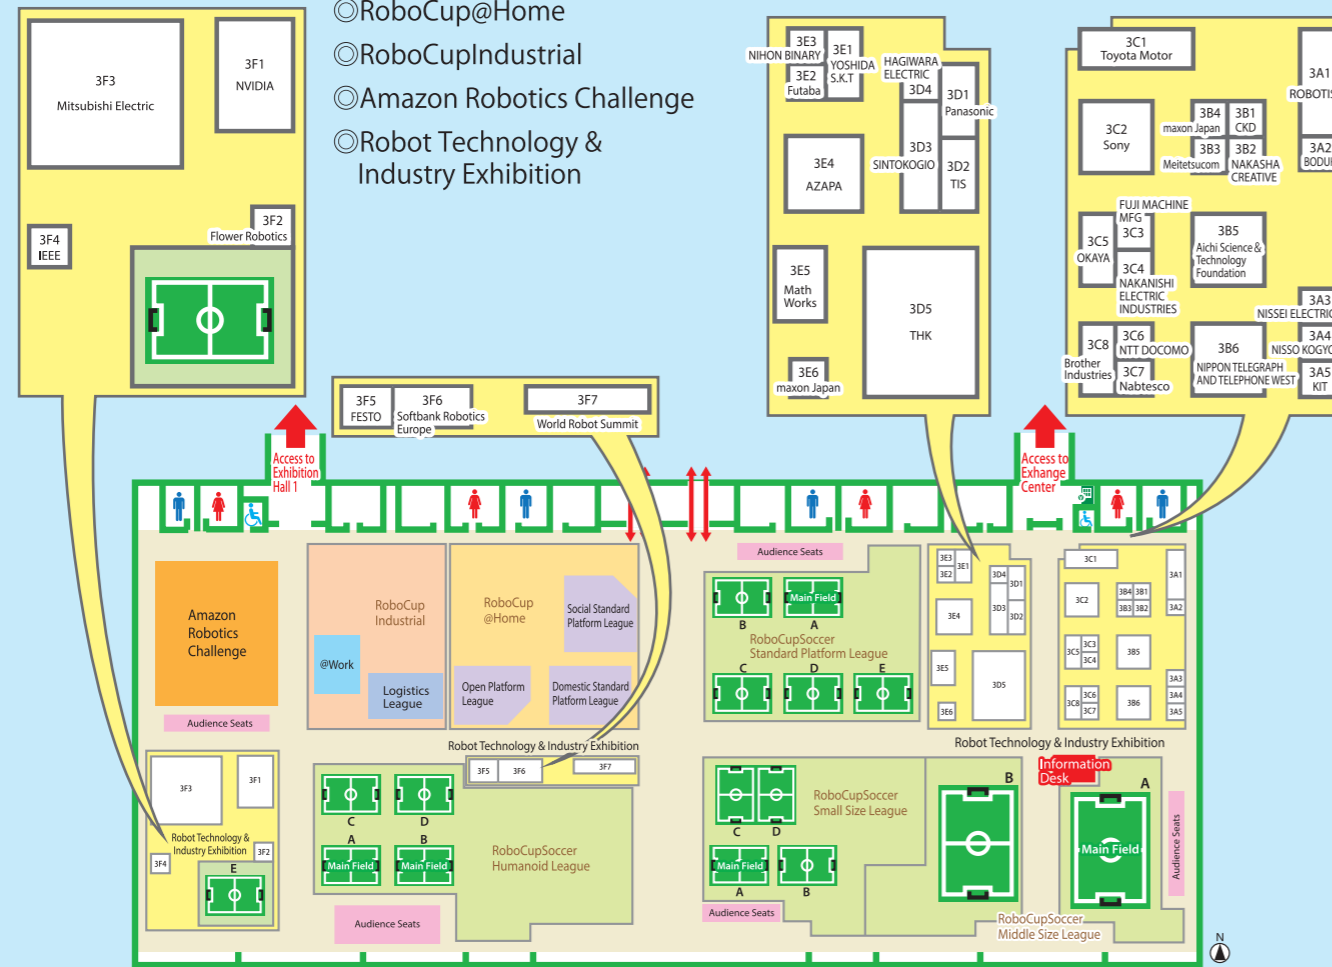 ◎RoboCup@Home
◎RoboCupIndustrial
◎Amazon Robotics Challenge
◎Robot Technology &
Industry Exhibition
3F3
Mitsubishi Electric
3F1
NVIDIA
3F2
Flower Robotics
3F4
IEEE
3F5
FESTO
3F6
Softbank Robotics
Europe
3F7
World Robot Summit
3E3
NIHON BINARY
3E2
Futaba
3E1
YOSHIDA
S.K.T
HAGIWARA
ELECTRIC
3D4
3D1
Panasonic
3D3
SINTOKOGIO
3D2
TIS
3E4
AZAPA
3E5
Math
Works
3D5
THK
3E6
maxon Japan
3C1
Toyota Motor
3A1
ROBOTIS
3C2
Sony
3B4
maxon Japan
3B1
CKD
3B3
Meitetsucom
3B2
NAKASHA
CREATIVE
3A2
FUJI MACHINE
MFG
3C3
3C5
OKAYA
3C4
NAKANISHI
ELECTRIC
INDUSTRIES
3B5
Aichi Science &
Technology
Foundation
3A3
NISSEI ELECTRIC
3A4
NISSO KOGYO
3A5
KIT
3C8
Brother
Industries
3C6
NTT DOCOMO
3C7
Nabtesco
3B6
NIPPON TELEGRAPH
AND TELEPHONE WEST
Access to
Exhibition
Hall 1
Access to
Exhange
Center
Amazon
Robotics
Challenge
Audience Seats
RoboCup
Industrial
@Work
Logistics
League
RoboCup
@Home
Social Standard
Platform League
Open Platform
League
Domestic Standard
Platform League
Audience Seats
B
Main Field
A
RoboCupSoccer
Standard Platform League
C
D
E
3E3
3E2
3E1
3D4
3D1
3D3
3D2
3E4
3E5
3D5
3E6
3C1
3A1
3C2
3B4
3B1
3B3
3B2
3A2
3C5
3C3
3C4
3B5
3A3
3A4
3A5
3C8
3C6
3C7
3B6
Robot Technology & Industry Exhibition
3F5
3F6
3F7
Robot Technology & Industry Exhibition
Information
Desk
3F3
3F1
Robot Technology &
Industry Exhibition
3F4
3F2
E
C
D
A
B
Main Field
Main Field
RoboCupSoccer
Humanoid League
Audience Seats
C
D
RoboCupSoccer
Small Size League
Main Field
A
B
Audience Seats
B
A
Main Field
Audience Seats
RoboCupSoccer
Middle Size League
N